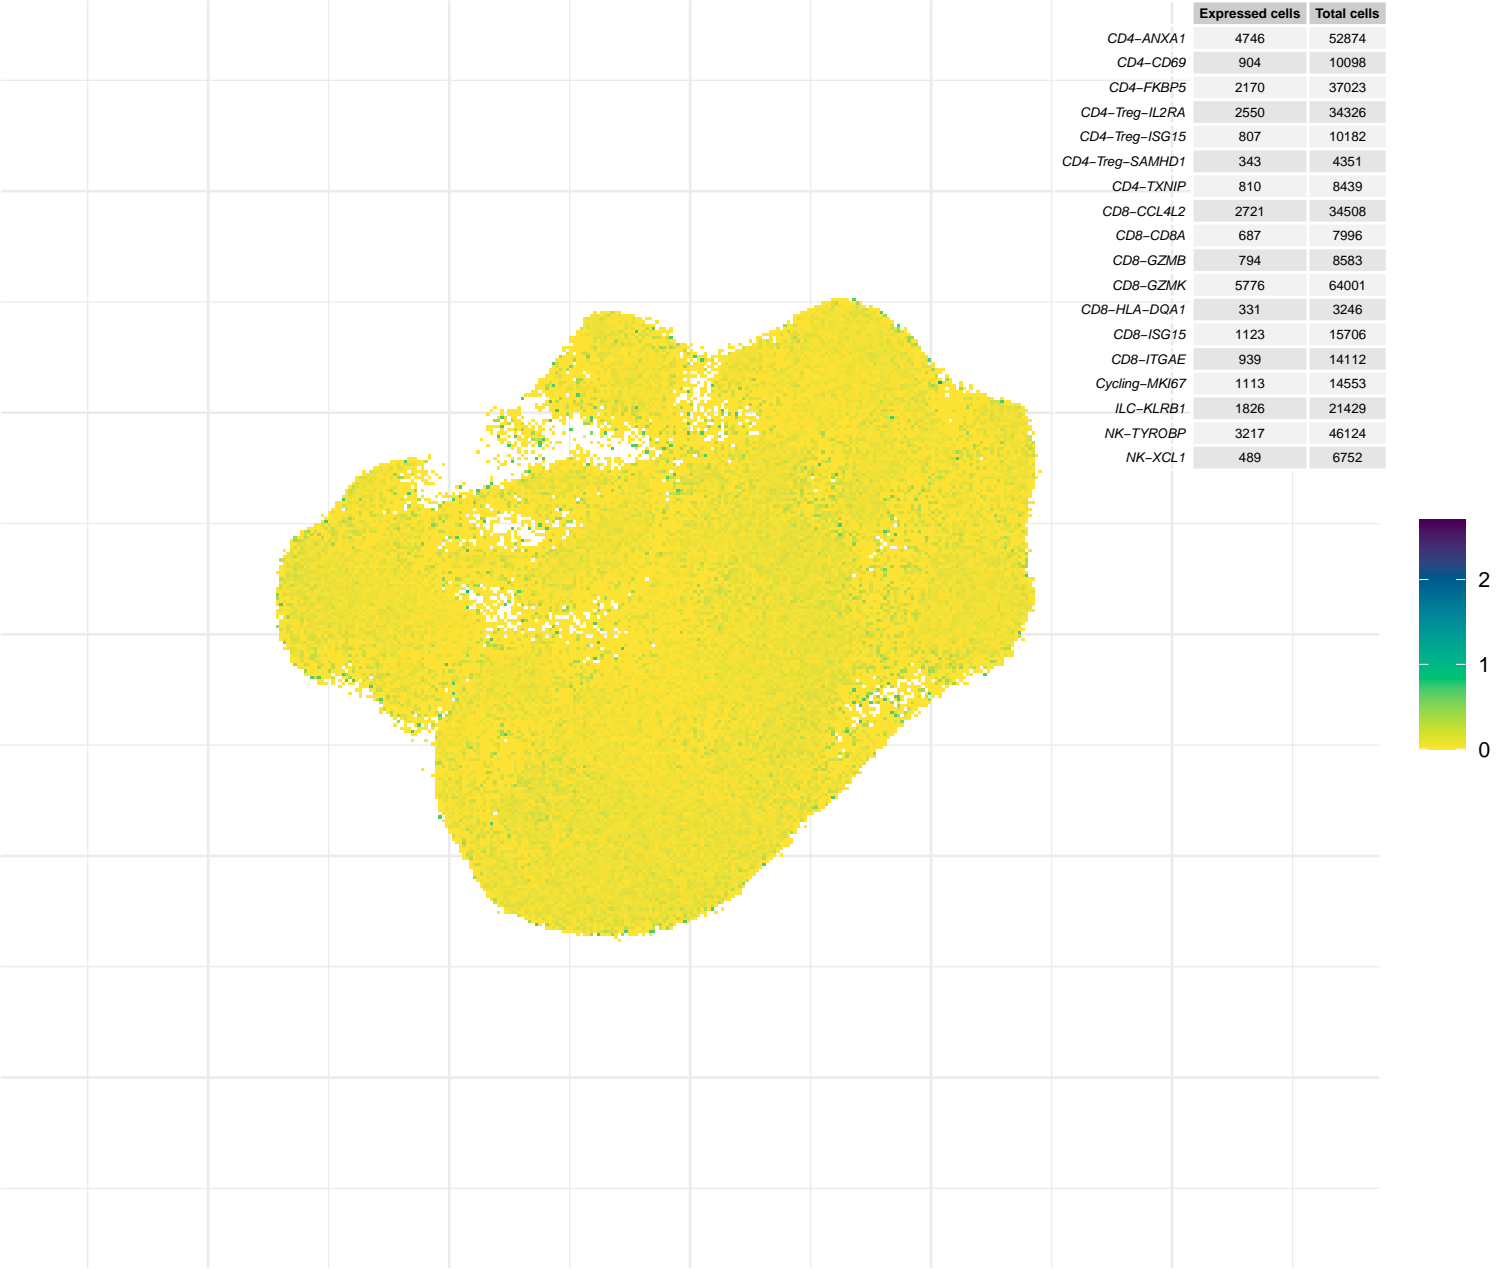 Expressed cells Total cells
CD4−ANXA1 4746 52874
CD4−CD69 904 10098
CD4−FKBP5 2170 37023
CD4−Treg−IL2RA 2550 34326
CD4−Treg−ISG15 807 10182
CD4−Treg−SAMHD1 343 4351
CD4−TXNIP 810 8439
CD8−CCL4L2 2721 34508
CD8−CD8A 687 7996
CD8−GZMB 794 8583
CD8−GZMK 5776 64001
CD8−HLA−DQA1 331 3246
CD8−ISG15 1123 15706
CD8−ITGAE 939 14112
Cycling−MKI67 1113 14553
ILC−KLRB1 1826 21429
NK−TYROBP 3217 46124
NK−XCL1 489 6752
2
1
0